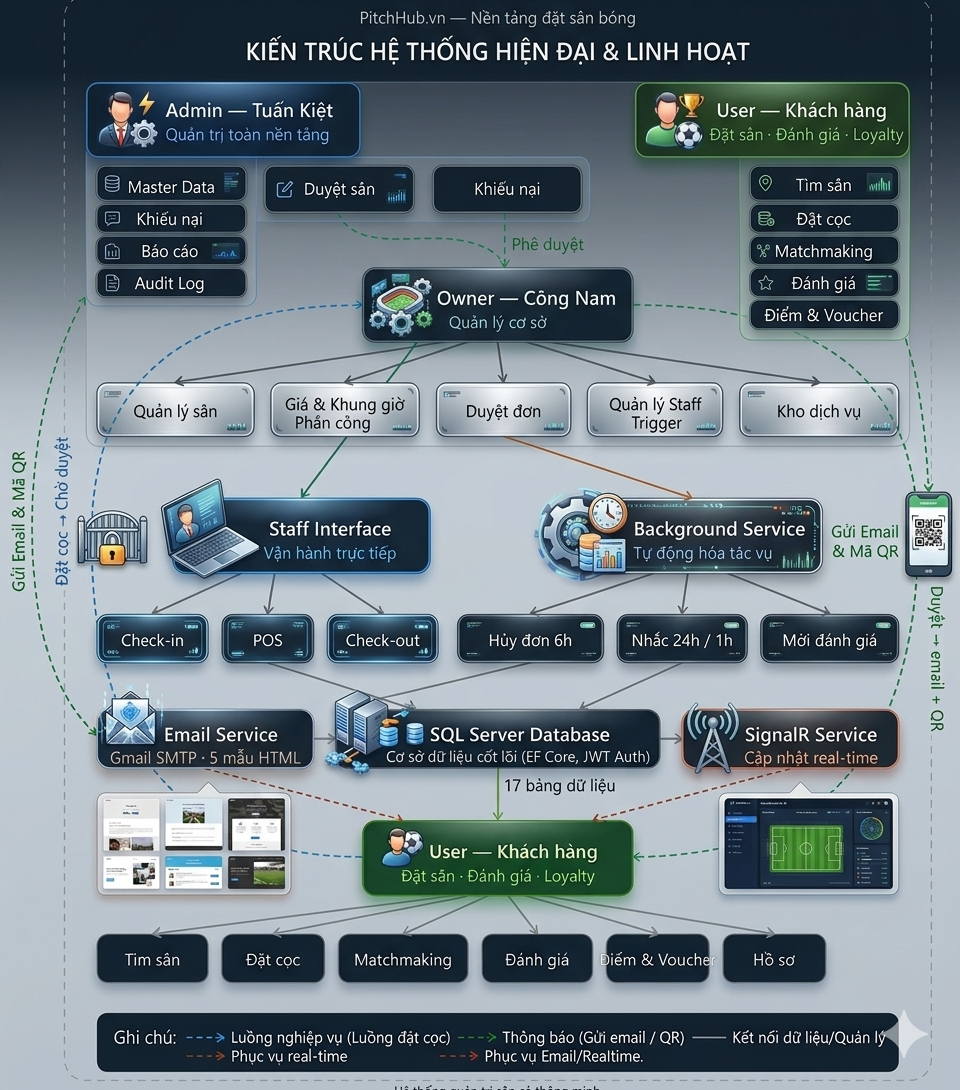 PitchHub.vn — Nền tảng đặt sân bóng
KIẾN TRÚC HỆ THỐNG HIỆN ĐẠI & LINH HOẠT
Admin — Tuấn Kiệt
Quản trị toàn nền tảng
User — Khách hàng
Đặt sân · Đánh giá · Loyalty
Master Data
Khiếu nại
Báo cáo
Audit Log
Duyệt sân
Khiếu nại
Tìm sân
Đặt cọc
Matchmaking
Đánh giá
Điểm & Voucher
Phê duyệt
Owner — Công Nam
Quản lý cơ sở
Quản lý sân
Giá & Khung giờ
Phần cỏng
Duyệt đơn
Quản lý Staff
Trigger
Kho dịch vụ
Gửi Email & Mã QR
Đặt cọc → Chờ duyệt
Staff Interface
Vận hành trực tiếp
Background Service
Tự động hóa tác vụ
Gửi Email
& Mã QR
Duyệt → email + QR
Check-in
POS
Check-out
Hủy đơn 6h
Nhắc 24h / 1h
Mời đánh giá
Email Service
Gmail SMTP · 5 mẫu HTML
SQL Server Database
Cơ sở dữ liệu cốt lõi (EF Core, JWT Auth)
SignalR Service
Cập nhật real-time
17 bảng dữ liệu
User — Khách hàng
Đặt sân · Đánh giá · Loyalty
Tìm sân
Đặt cọc
Matchmaking
Đánh giá
Điểm & Voucher
Hồ sơ
Ghi chú:
Luồng nghiệp vụ (Luồng đặt cọc)
Thông báo (Gửi email / QR)
Kết nối dữ liệu/Quản lý
Phục vụ real-time
Phục vụ Email/Realtime.